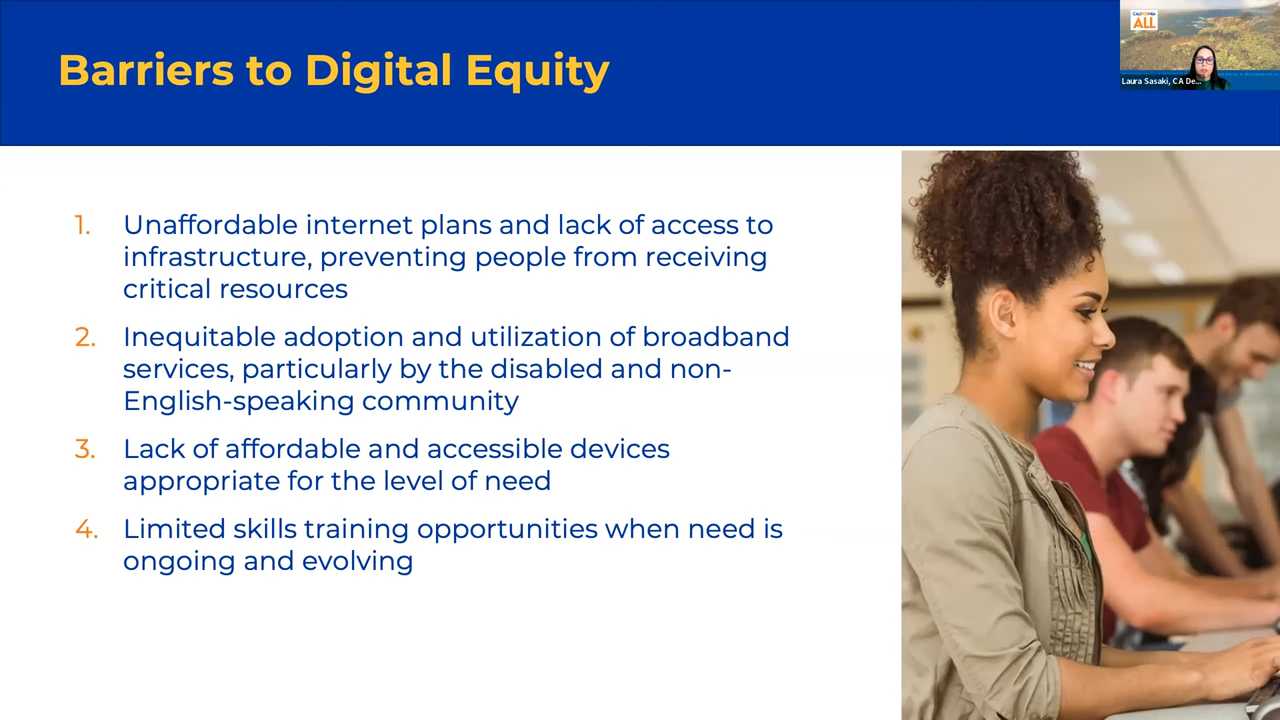 Barriers to Digital Equity
CALIFORNIA
ALL
Laura Sasaki, CA De...
1. Unaffordable internet plans and lack of access to
infrastructure, preventing people from receiving
critical resources
2. Inequitable adoption and utilization of broadband
services, particularly by the disabled and non-
English-speaking community
3. Lack of affordable and accessible devices
appropriate for the level of need
4. Limited skills training opportunities when need is
ongoing and evolving